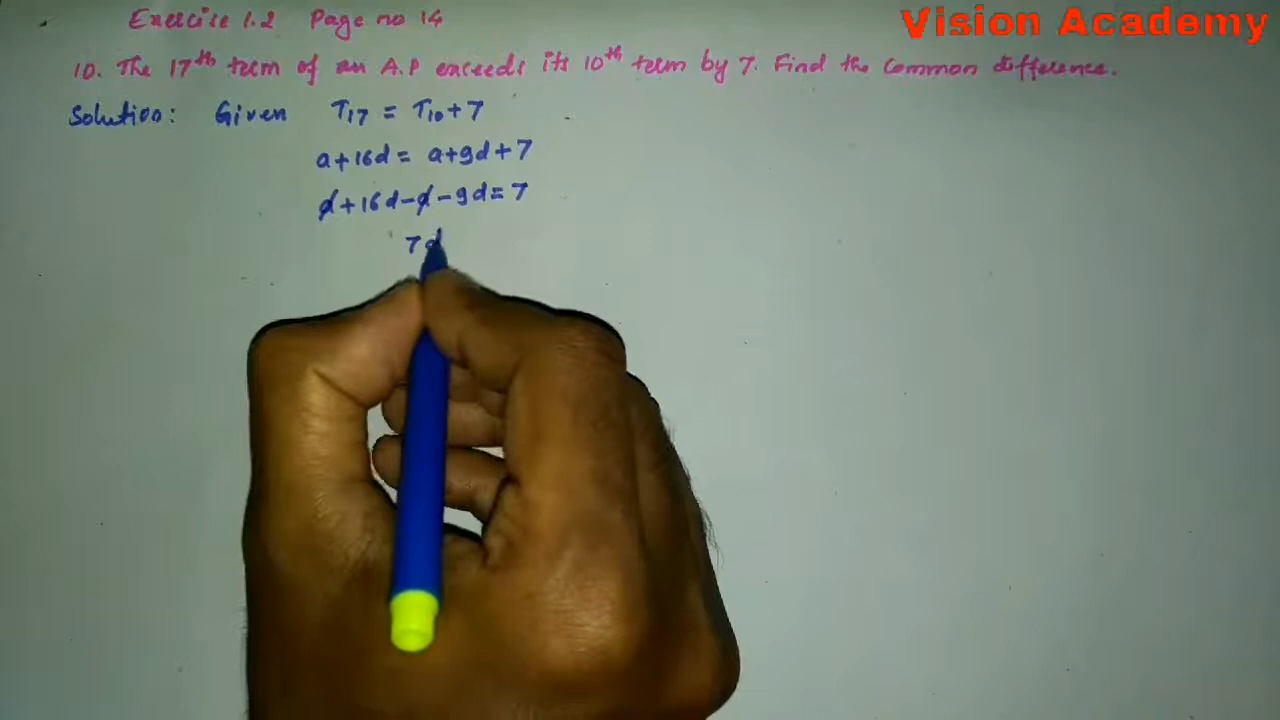 Exercise 1.2 Page no 14
Vision Academy
10. The 17th term of an A.P exceeds its 10th term by 7. Find the common difference.
Solution: Given T17 = T10 + 7
a+16d = a+9d+7
a+16d-a-9d=7
7d